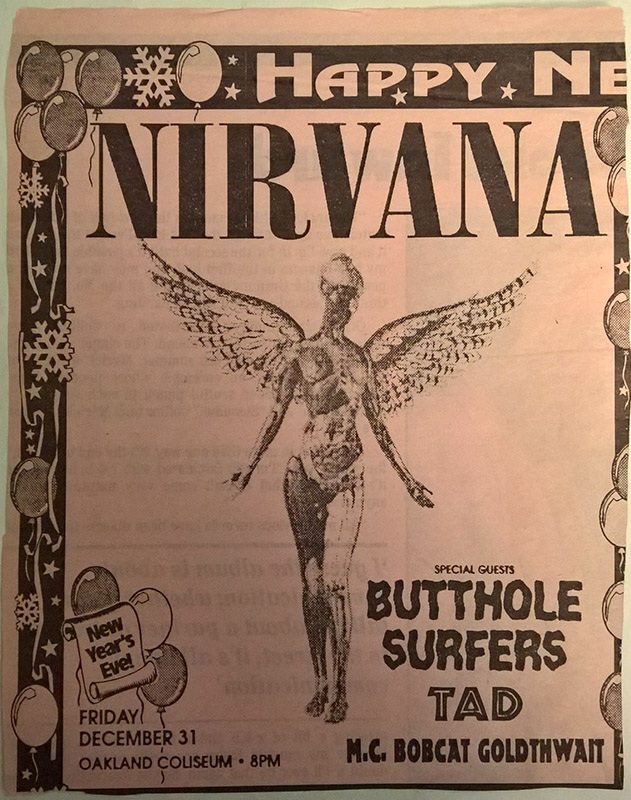 HAPPY NE
NIRVANA
SPECIAL GUESTS
BUTTHOLE
SURFERS
TAD
M.C. BOBCAT GOLDTHWAIT
New
Year's
Eve!
FRIDAY
DECEMBER 31
OAKLAND COLISEUM • 8PM